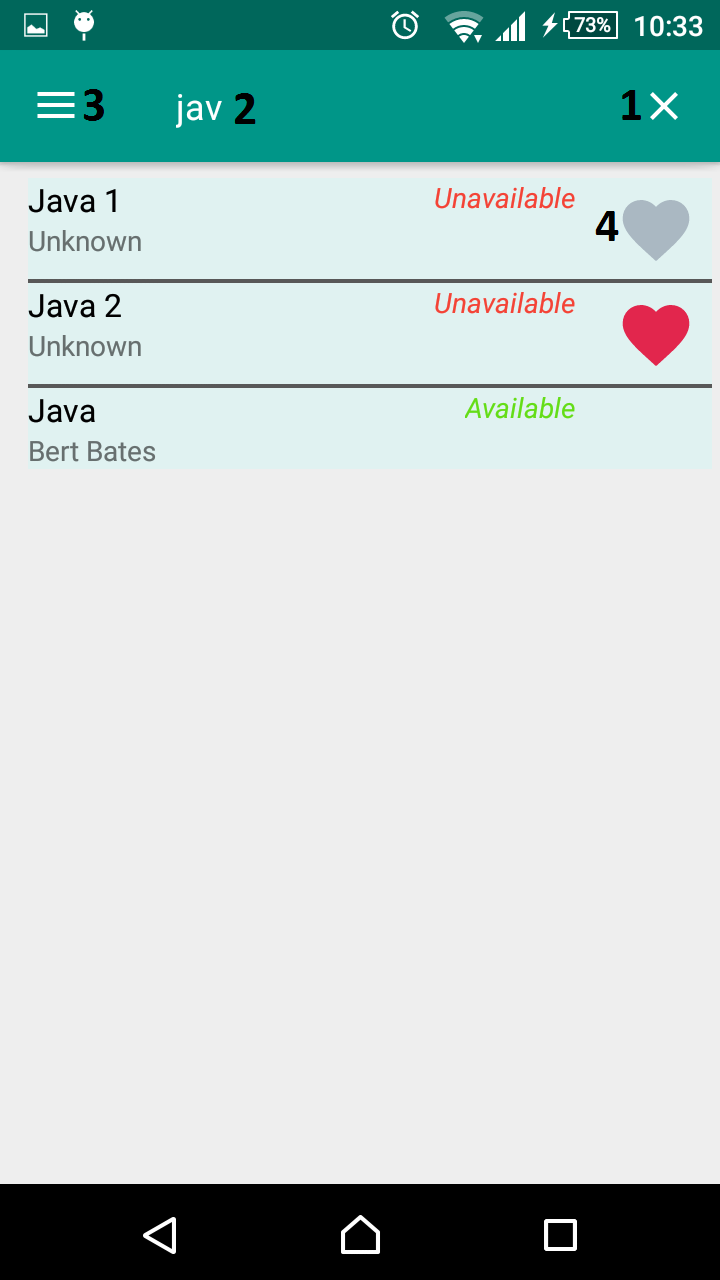 73% 10:33
3 jav 2 1
Java 1 Unavailable
4
Unknown
Java 2 Unavailable
Unknown
Java Available
Bert Bates